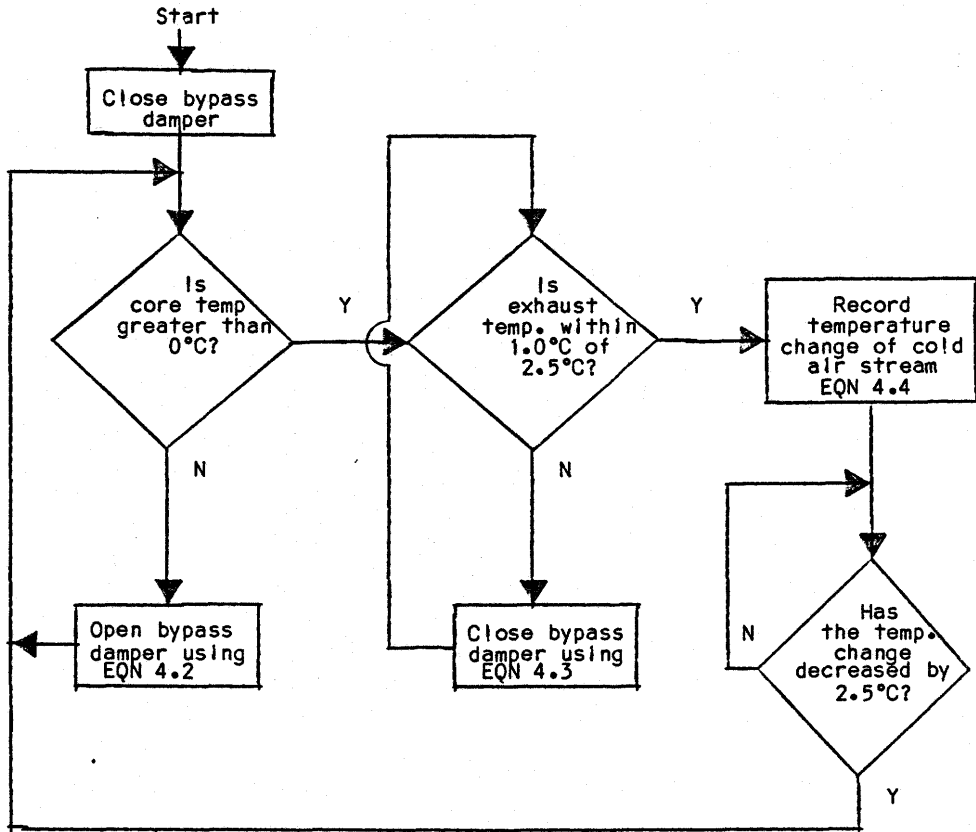 Start
Close bypass
damper
Is
core temp
greater than
0°C?
Y
N
Open bypass
damper using
EQN 4.2
Is
exhaust
temp. within
1.0°C of
2.5°C?
Y
N
Close bypass
damper using
EQN 4.3
Record
temperature
change of cold
air stream
EQN 4.4
Has
the temp.
change
decreased by
2.5°C?
N
Y